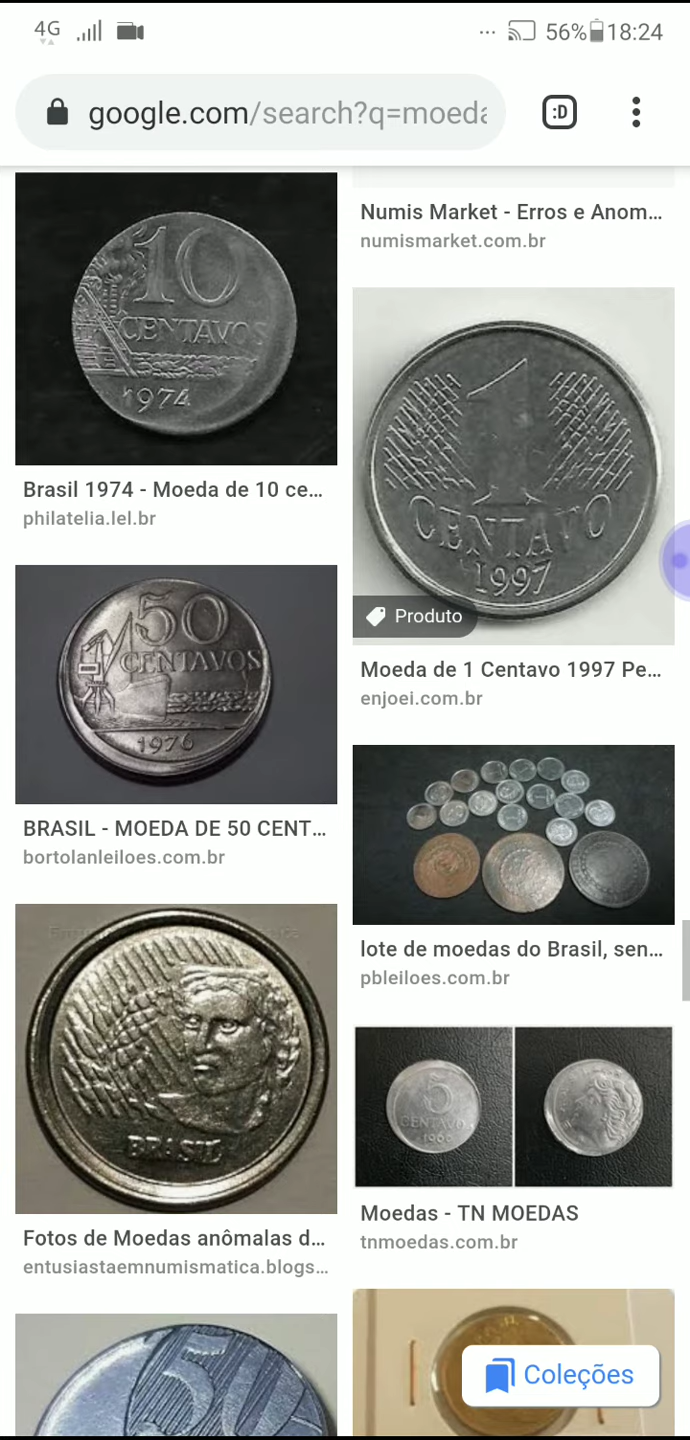 4G
56% 18:24
google.com/search?q=moeda
:D
10
CENTAVOS
1974
Brasil 1974 - Moeda de 10 ce...
philatelia.lel.br
50
CENTAVOS
1976
BRASIL - MOEDA DE 50 CENT...
bortolanleiloes.com.br
BRASIL
Fotos de Moedas anômalas d...
entusiastaemnumismatica.blogs...
50
Numis Market - Erros e Anom...
numismarket.com.br
1
CENTAVO
1997
Produto
Moeda de 1 Centavo 1997 Pe...
enjoei.com.br
lote de moedas do Brasil, sen...
pbleiloes.com.br
5
CENTAVOS
Moedas - TN MOEDAS
tnmoedas.com.br
Coleções